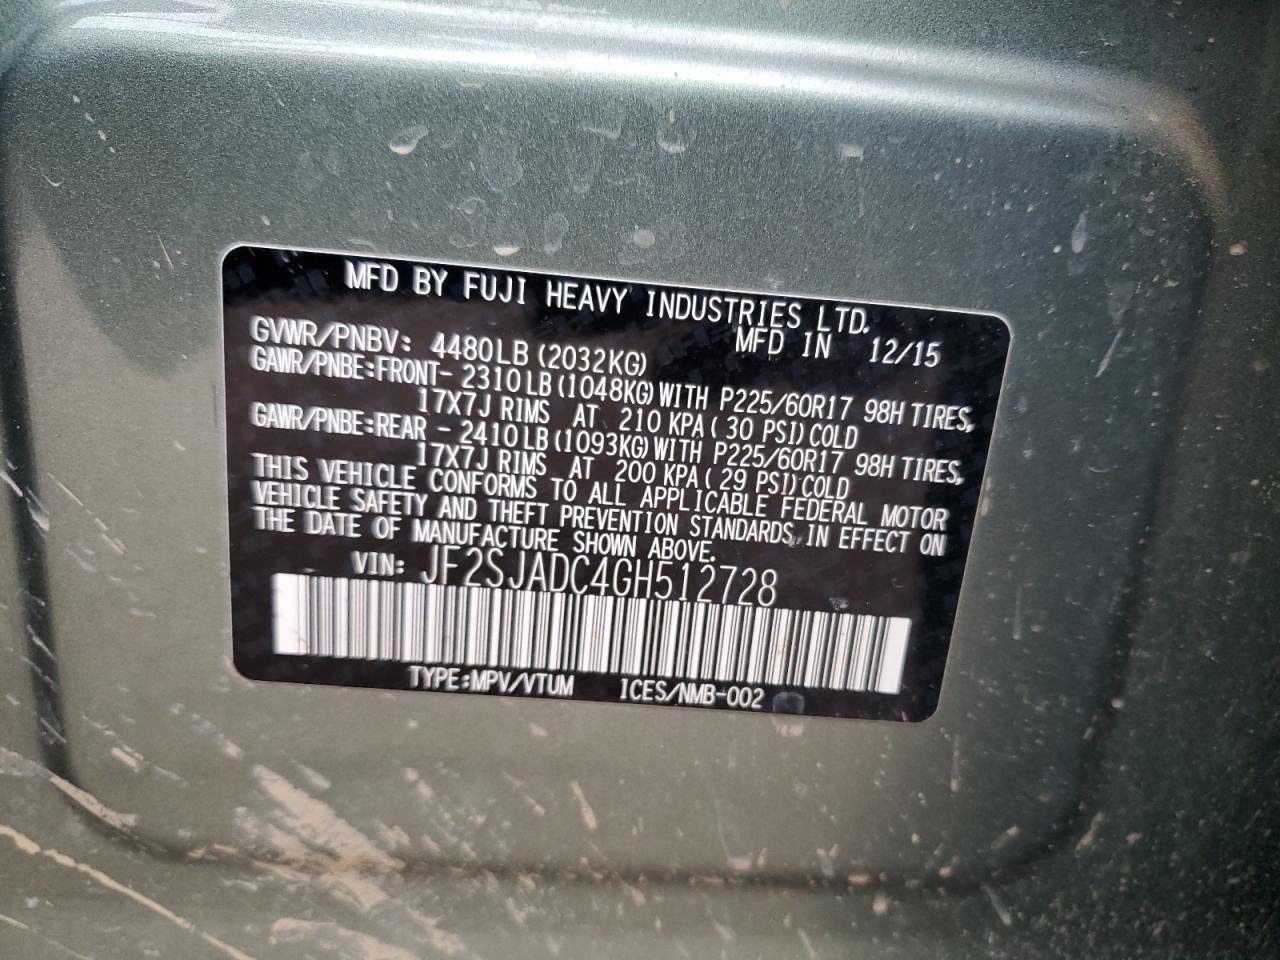 MFD BY FUJI HEAVY INDUSTRIES LTD.
MFD IN 12/15
GVWR/PNBV: 4480LB (2032KG)
GAWR/PNBE:FRONT- 2310LB (1048KG) WITH P225/60R17 98H TIRES,
17X7J RIMS AT 210 KPA ( 30 PSI) COLD
GAWR/PNBE:REAR - 2410LB (1093KG) WITH P225/60R17 98H TIRES,
17X7J RIMS AT 200 KPA ( 29 PSI) COLD
THIS VEHICLE CONFORMS TO ALL APPLICABLE FEDERAL MOTOR
VEHICLE SAFETY AND THEFT PREVENTION STANDARDS IN EFFECT ON
THE DATE OF MANUFACTURE SHOWN ABOVE.
VIN: JF2SJADC4GH512728
TYPE:MPV/VTUM ICES/NMB-002